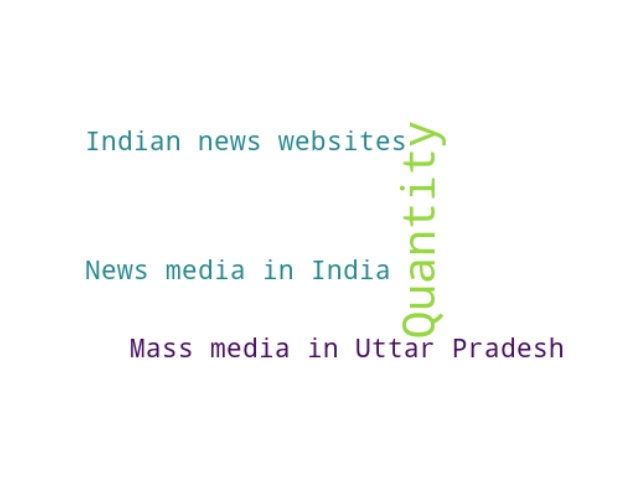 Indian news websites
Quantity
News media in India
Mass media in Uttar Pradesh